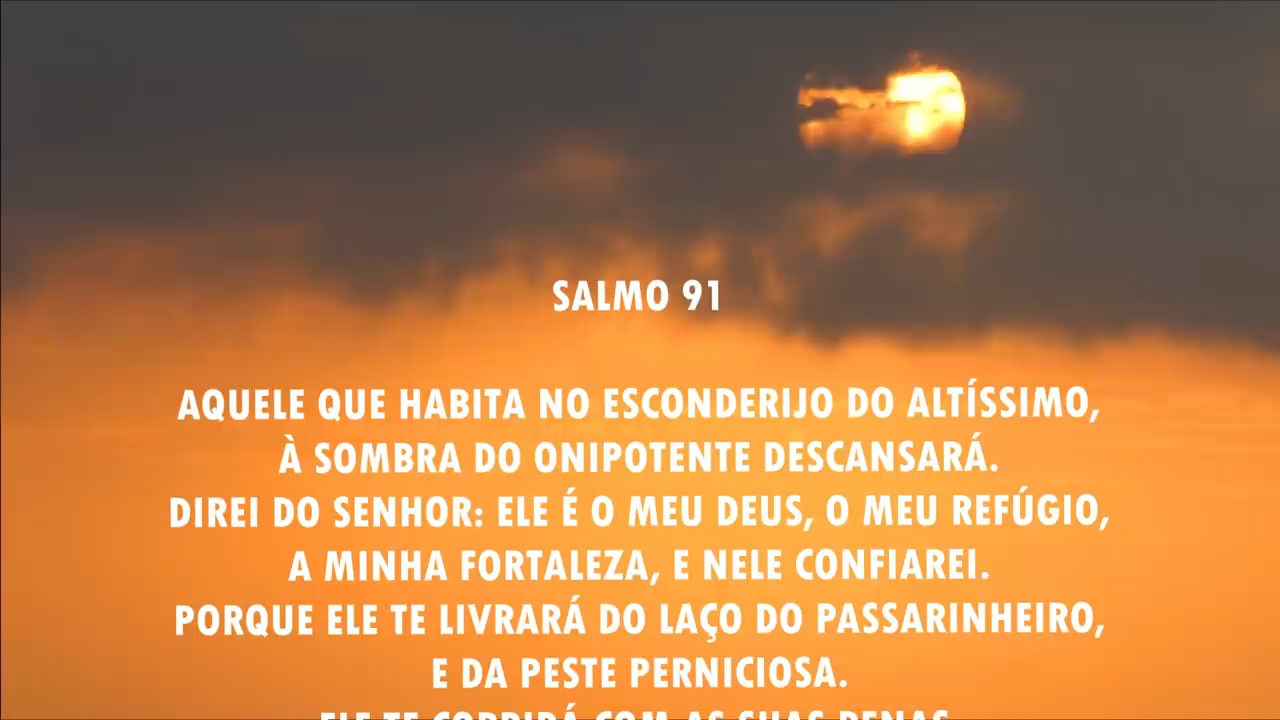 SALMO 91
AQUELE QUE HABITA NO ESCONDERIJO DO ALTÍSSIMO,
À SOMBRA DO ONIPOTENTE DESCANSARÁ.
DIREI DO SENHOR: ELE É O MEU DEUS, O MEU REFÚGIO,
A MINHA FORTALEZA, E NELE CONFIAREI.
PORQUE ELE TE LIVRARÁ DO LAÇO DO PASSARINHEIRO,
E DA PESTE PERNICIOSA.
ELE TE COBRIRÁ COM AS SUAS PENAS,